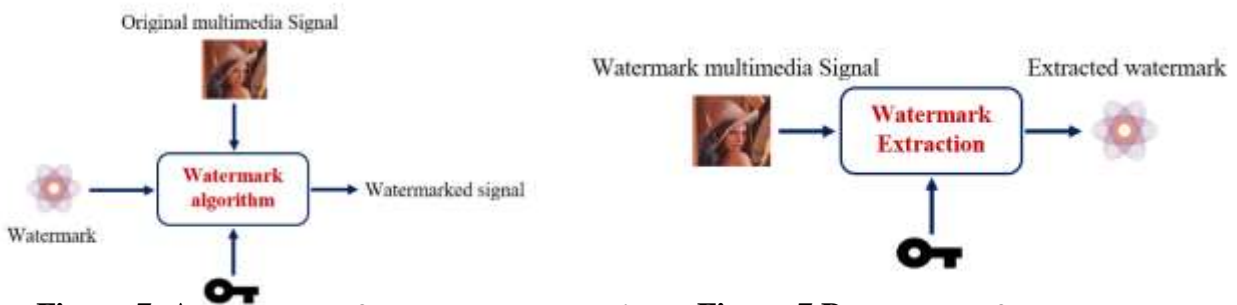 Original multimedia Signal
Watermark
algorithm
Watermarked signal
Watermark
Watermark multimedia Signal
Extracted watermark
Watermark
Extraction